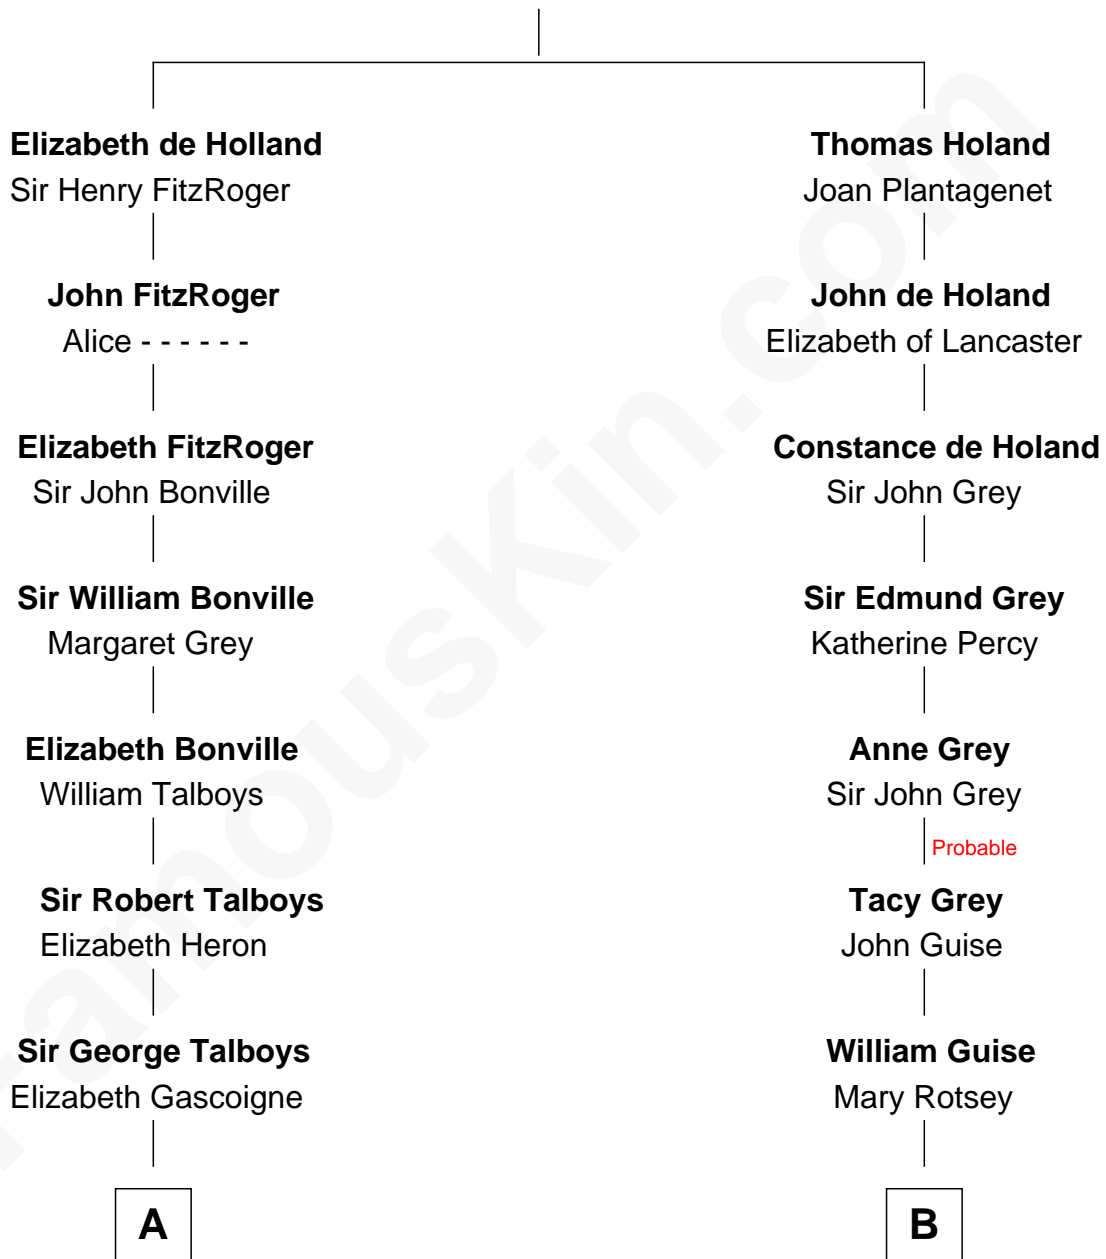 Elizabeth de Holland
Sir Henry FitzRoger
Thomas Holand
Joan Plantagenet
John FitzRoger
Alice - - - - - -
John de Holand
Elizabeth of Lancaster
Elizabeth FitzRoger
Sir John Bonville
Constance de Holand
Sir John Grey
Sir William Bonville
Margaret Grey
Sir Edmund Grey
Katherine Percy
Elizabeth Bonville
William Talboys
Anne Grey
Sir John Grey
Probable
Sir Robert Talboys
Elizabeth Heron
Tacy Grey
John Guise
Sir George Talboys
Elizabeth Gascoigne
William Guise
Mary Rotsey
A
B
FamousKin.com